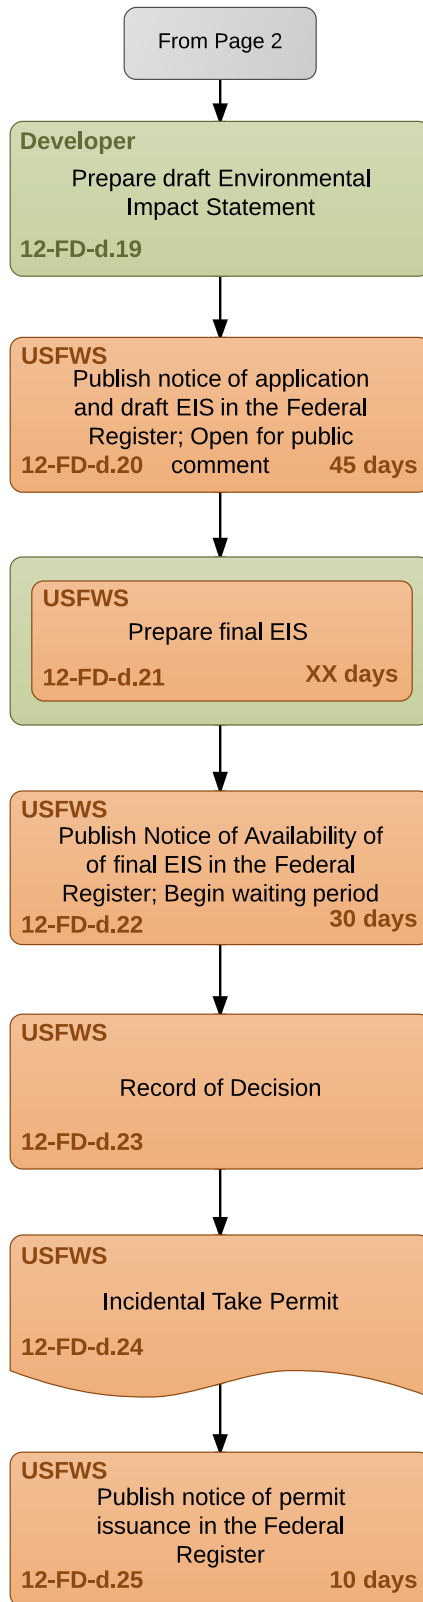 From Page 2
Developer
Prepare draft Environmental
Impact Statement
12-FD-d.19
USFWS
Publish notice of application
and draft EIS in the Federal
Register; Open for public
comment
12-FD-d.20
45 days
USFWS
Prepare final EIS
12-FD-d.21
XX days
USFWS
Publish Notice of Availability of
of final EIS in the Federal
Register; Begin waiting period
12-FD-d.22
30 days
USFWS
Record of Decision
12-FD-d.23
USFWS
Incidental Take Permit
12-FD-d.24
USFWS
Publish notice of permit
issuance in the Federal
Register
12-FD-d.25
10 days